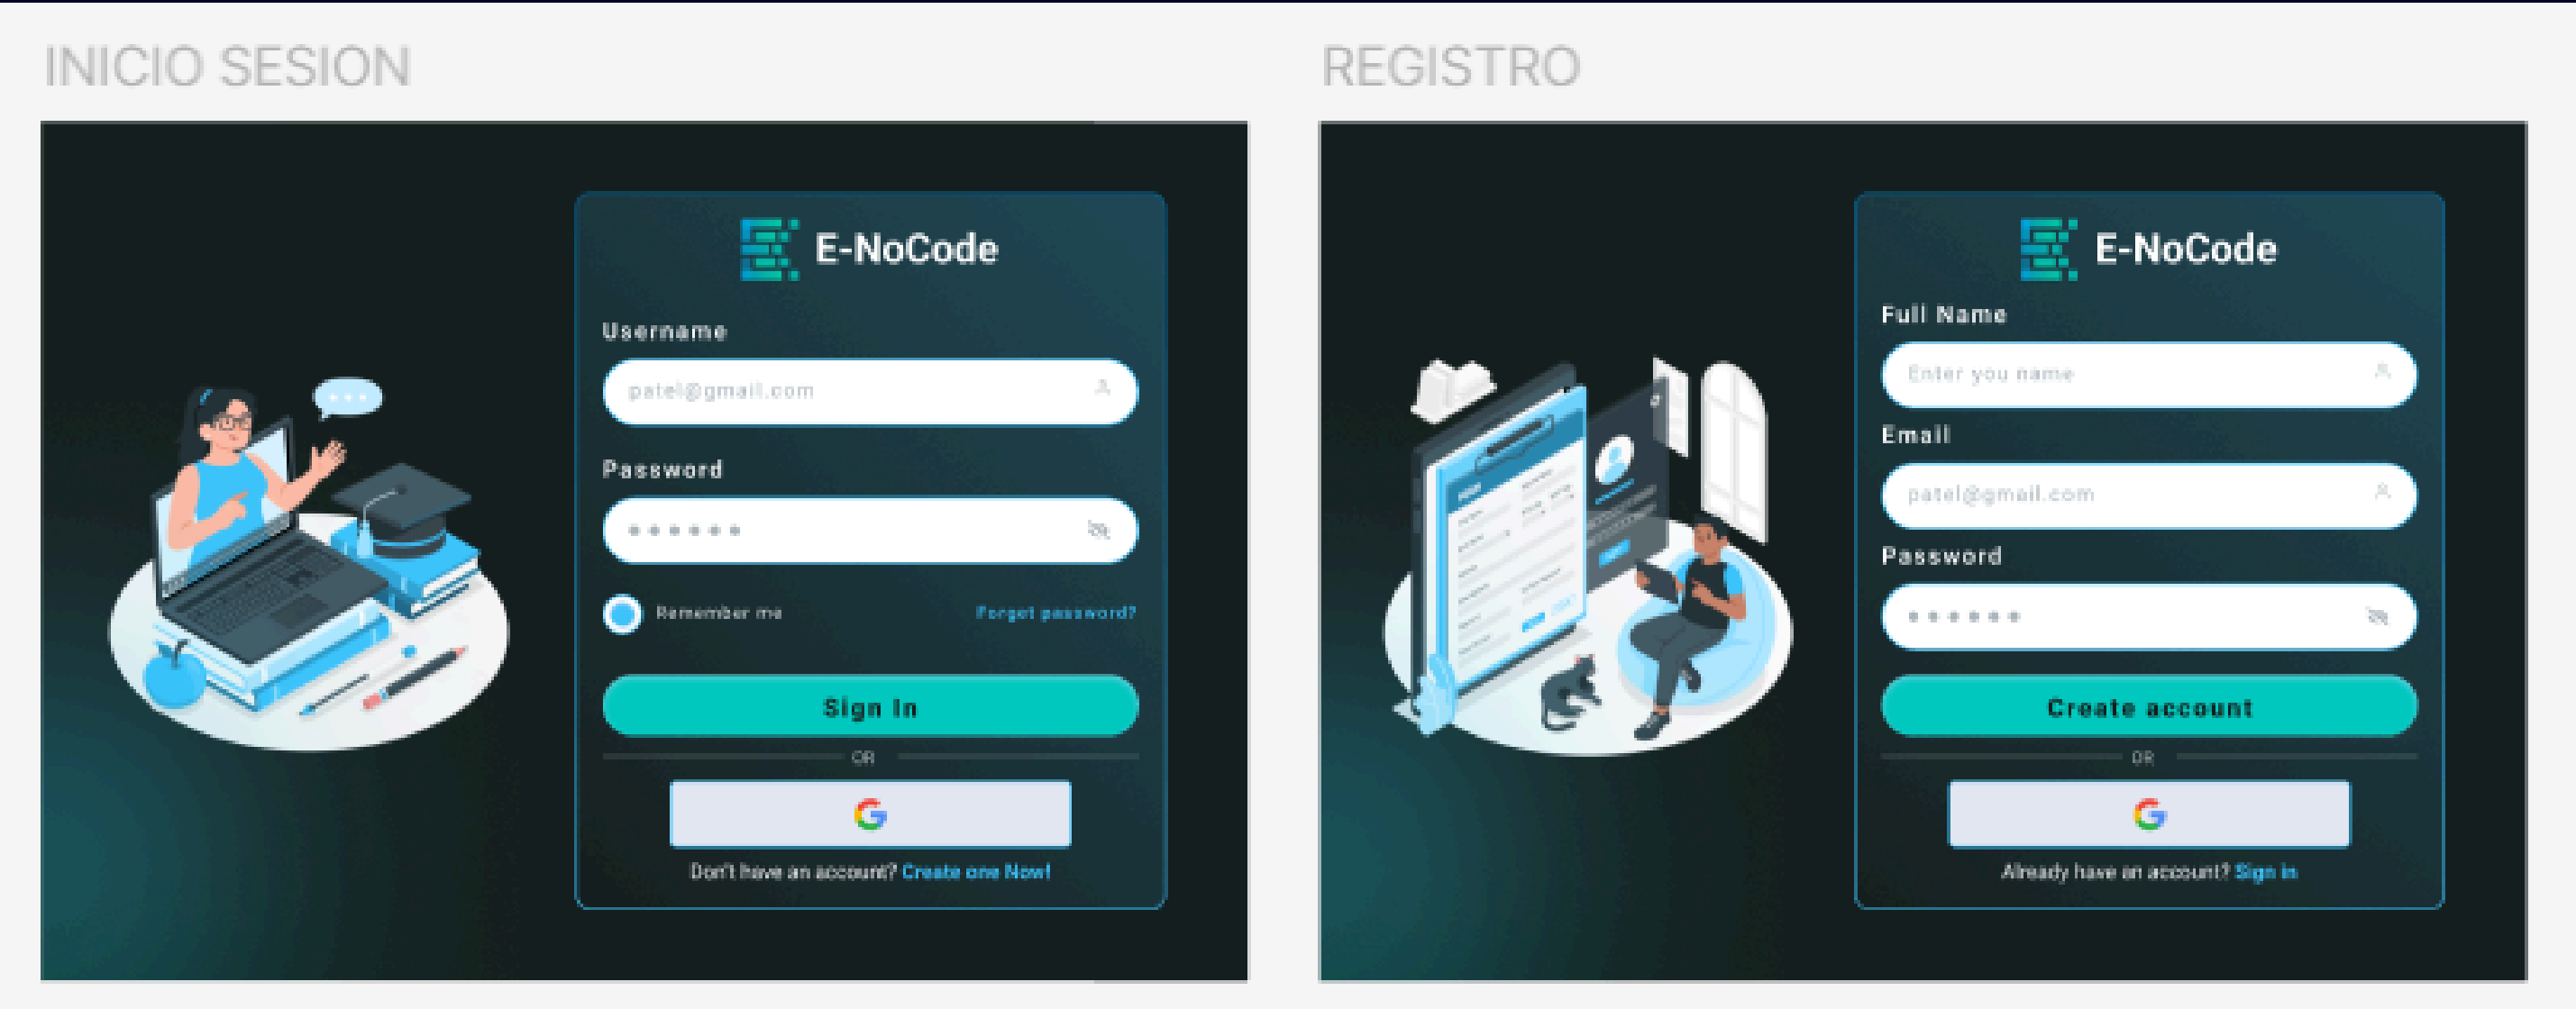 INICIO SESION
E-NoCode
Username
patel@gmail.com
Password
Remember me
Forget password?
Sign In
OR
Don't have an account? Create one Now!
REGISTRO
E-NoCode
Full Name
Enter you name
Email
patel@gmail.com
Password
Create account
OR
Already have an account? Sign in